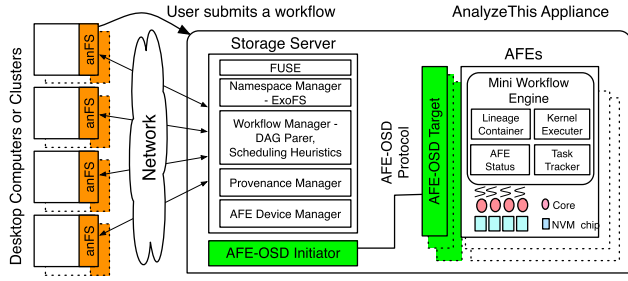 User submits a workflow
AnalyzeThis Appliance
Desktop Computers or Clusters
anFS
anFS
anFS
anFS
Network
Storage Server
FUSE
Namespace Manager
- ExoFS
Workflow Manager -
DAG Parer,
Scheduling Heuristics
Provenance Manager
AFE Device Manager
AFE-OSD Initiator
AFE-OSD
Protocol
AFE-OSD Target
AFEs
Mini Workflow
Engine
Lineage
Container
Kernel
Executer
AFE
Status
Task
Tracker
Core
NVM chip